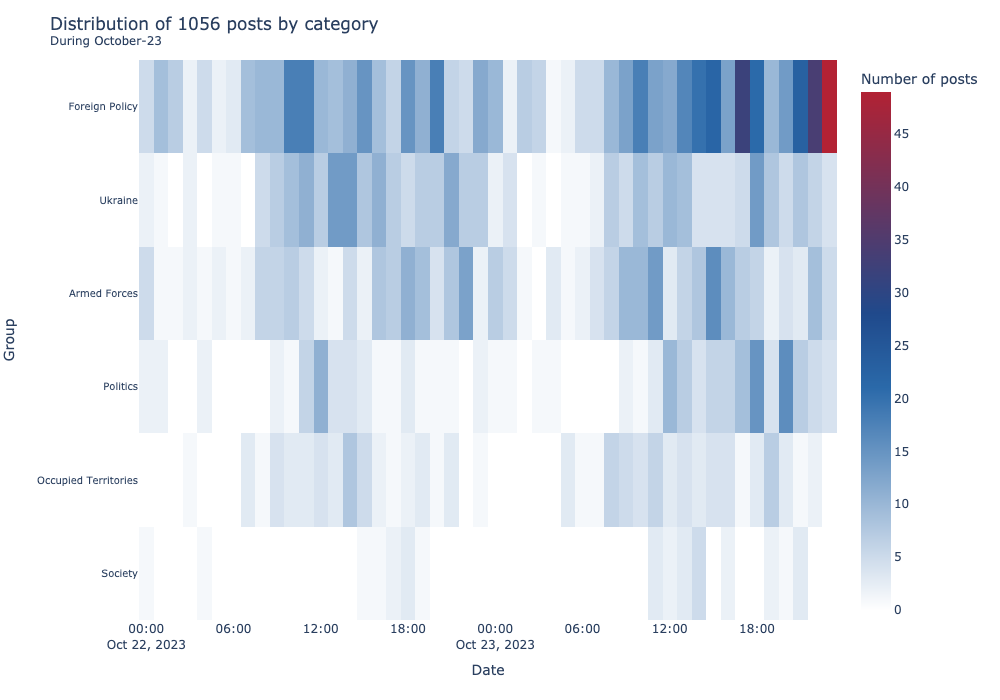 Distribution of 1056 posts by category
During October-23
Number of posts
Foreign Policy
Ukraine
Armed Forces
Politics
Occupied Territories
Society
Group
45
40
35
30
25
20
15
10
5
0
00:00 06:00 12:00 18:00 00:00 06:00 12:00 18:00
Oct 22, 2023 Oct 23, 2023
Date